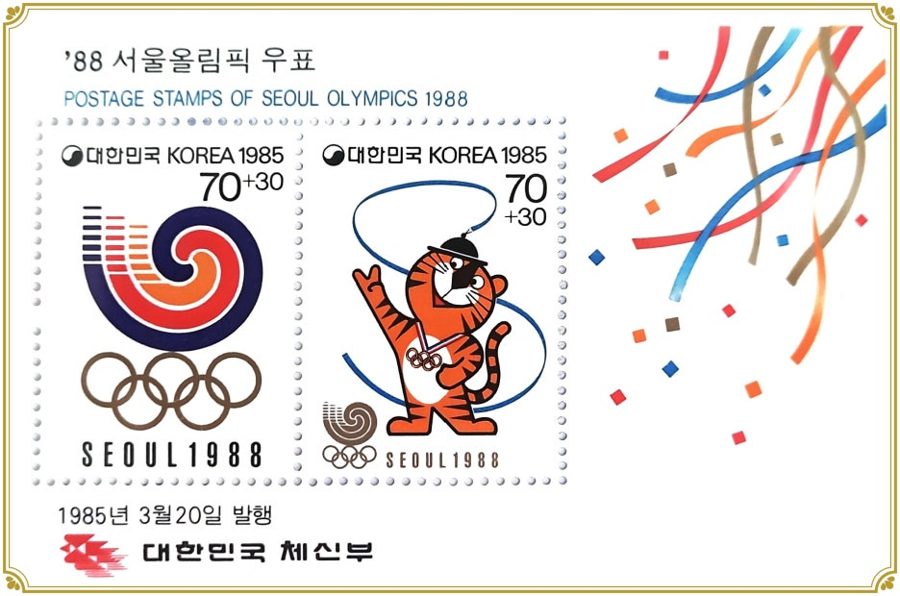 '88 서울올림픽 우표
POSTAGE STAMPS OF SEOUL OLYMPICS 1988
대한민국 KOREA 1985
70+30
SEOUL 1988
대한민국 KOREA 1985
70
+30
SEOUL 1988
1985년 3월20일 발행
대한민국 체신부